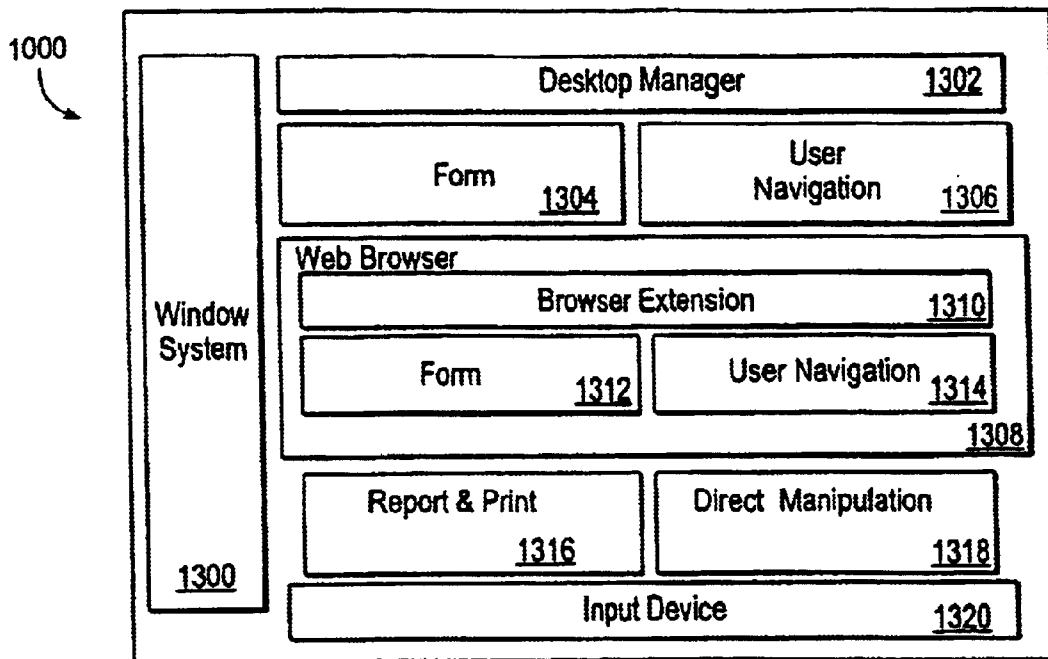 1000
Desktop Manager 1302
Form
1304
User
Navigation
1306
Web Browser
Browser Extension 1310
Form
1312
User Navigation
1314
1308
Window
System
1300
Report & Print
1316
Direct Manipulation
1318
Input Device 1320